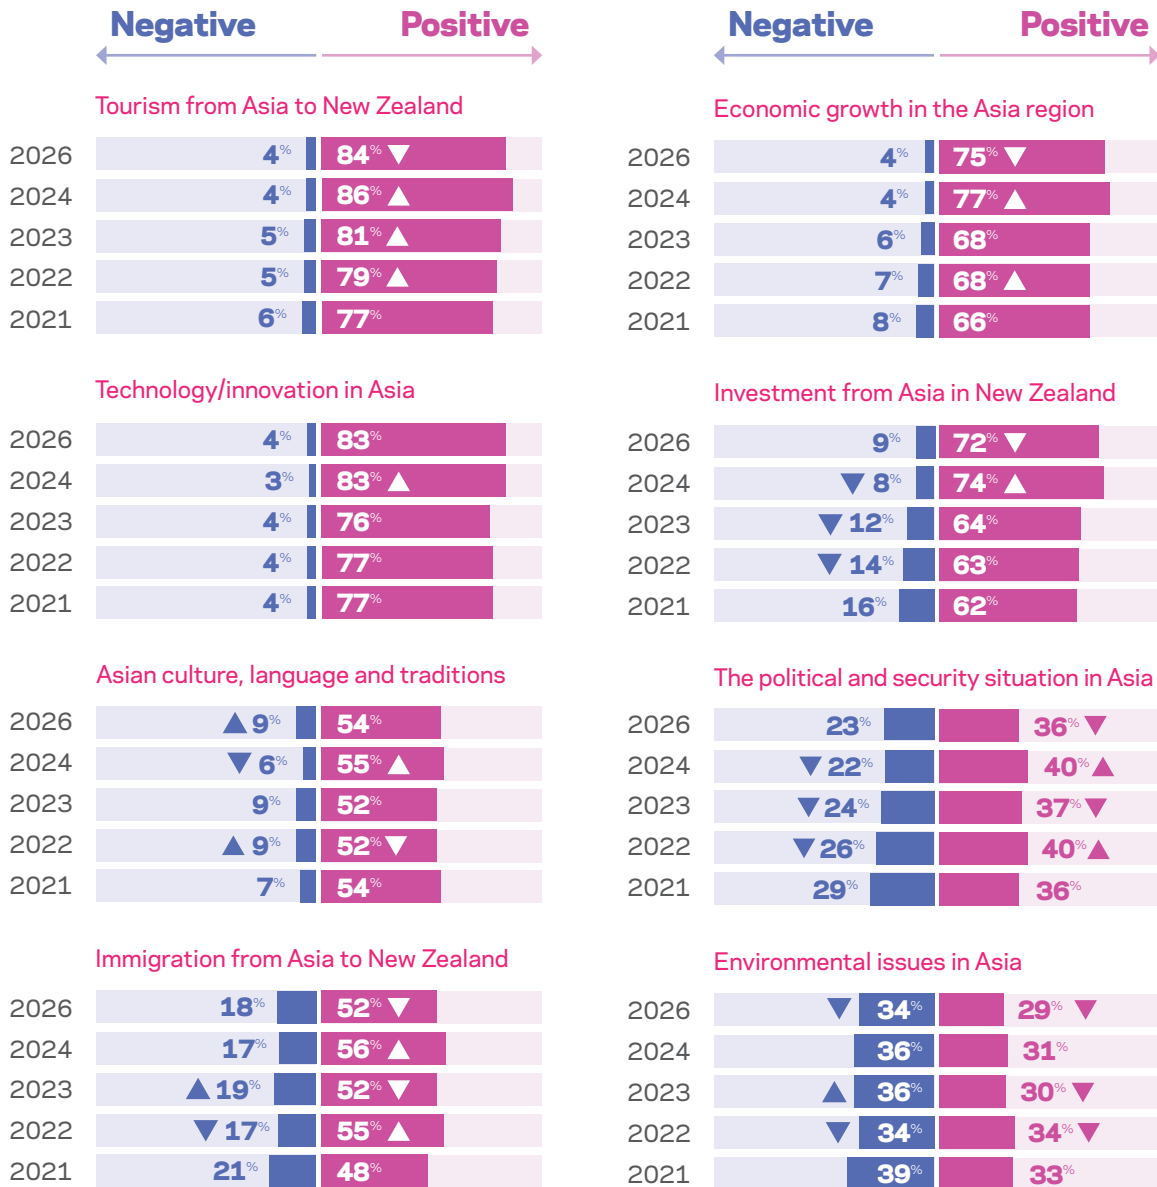 Negative Positive
Tourism from Asia to New Zealand
2026 4% 84% ▼
2024 4% 86% ▲
2023 5% 81% ▲
2022 5% 79% ▲
2021 6% 77%
Technology/innovation in Asia
2026 4% 83%
2024 3% 83% ▲
2023 4% 76%
2022 4% 77%
2021 4% 77%
Asian culture, language and traditions
2026 ▲ 9% 54%
2024 ▼ 6% 55% ▲
2023 9% 52%
2022 ▲ 9% 52% ▼
2021 7% 54%
Immigration from Asia to New Zealand
2026 18% 52% ▼
2024 17% 56% ▲
2023 ▲ 19% 52% ▼
2022 ▼ 17% 55% ▲
2021 21% 48%
Negative Positive
Economic growth in the Asia region
2026 4% 75% ▼
2024 4% 77% ▲
2023 6% 68%
2022 7% 68% ▲
2021 8% 66%
Investment from Asia in New Zealand
2026 9% 72% ▼
2024 ▼ 8% 74% ▲
2023 ▼ 12% 64%
2022 ▼ 14% 63%
2021 16% 62%
The political and security situation in Asia
2026 23% 36% ▼
2024 ▼ 22% 40% ▲
2023 ▼ 24% 37% ▼
2022 ▼ 26% 40% ▲
2021 29% 36%
Environmental issues in Asia
2026 ▼ 34% 29% ▼
2024 36% 31%
2023 ▲ 36% 30% ▼
2022 ▼ 34% 34% ▼
2021 39% 33%